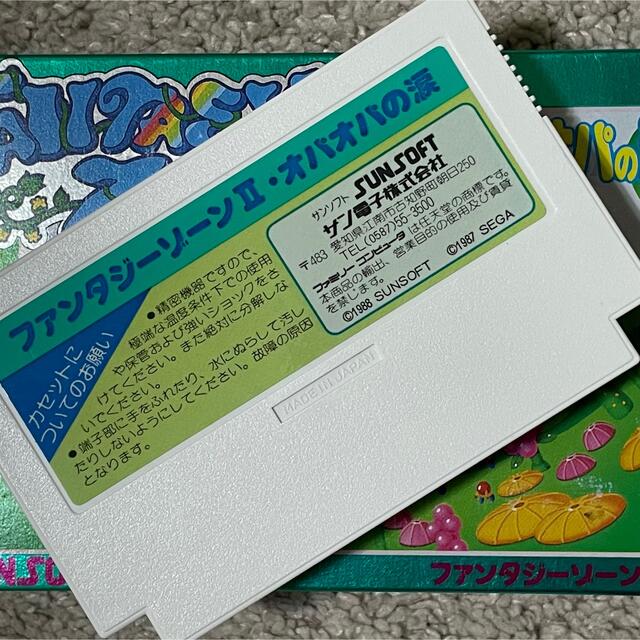 ファンタジーゾーンⅡ・オパオパの涙
カセットに
ついてのお願い
●精密機器ですので、
極端な温度条件下での使用
や保管および強いショックをさ
けてください。また絶対に分解しな
いでください。
●端子部に手をふれたり、水にぬらして汚し
たりしないようにしてください。故障の原因
となります。
サンソフト SUNSOFT
サン電子株式会社
〒483 愛知県江南市古知野町朝日250
TEL(0587)55-3500
ファミリーコンピュータは任天堂の商標です。
本商品の輸出、営業目的の使用及び賃貸
を禁じます。
©1988 SUNSOFT ©1987 SEGA
MADE IN JAPAN
オパの
ファンタジーゾーン